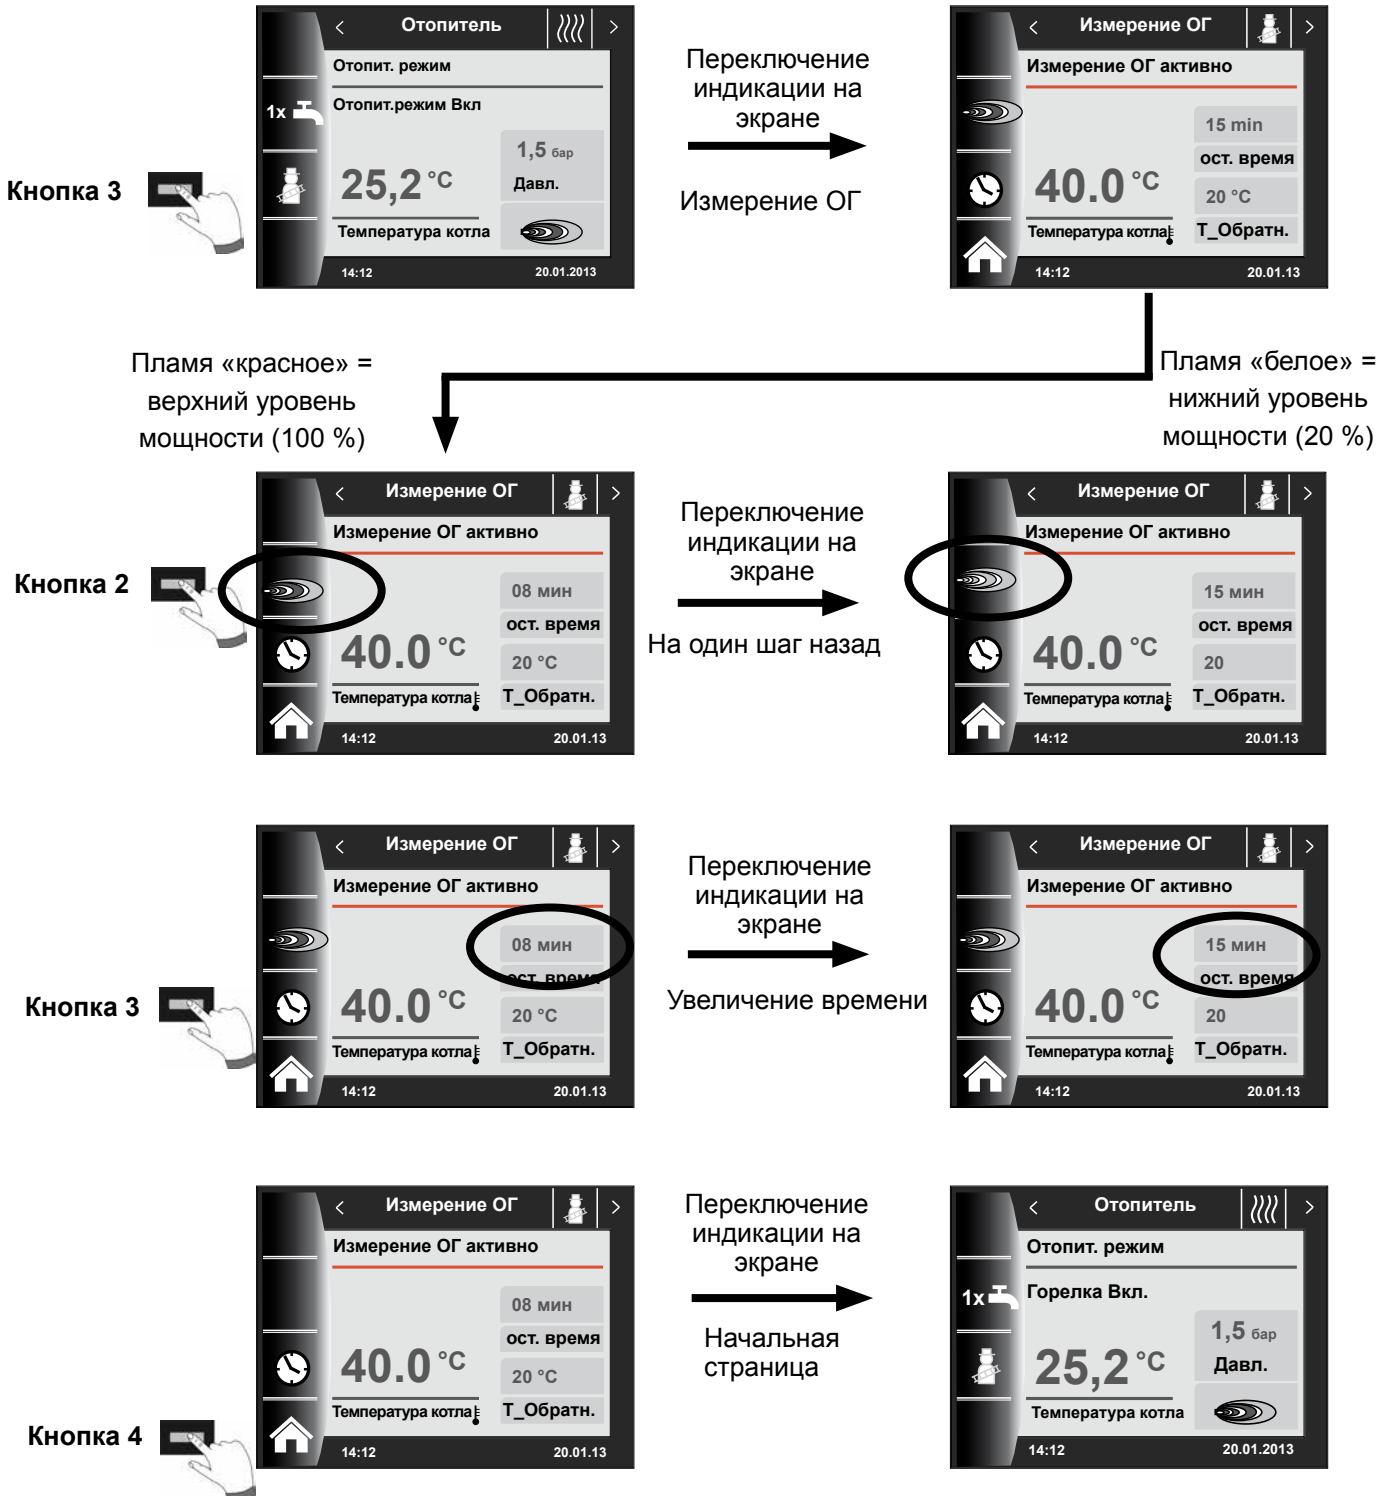 < Отопитель >
Отопит. режим
Отопит.режим Вкл
1x
1,5 бар
Давл.
25,2 °C
Температура котла
14:12 20.01.2013
Кнопка 3
Переключение
индикации на
экране
Измерение ОГ
< Измерение ОГ >
Измерение ОГ активно
15 min
ост. время
40.0 °C
20 °C
Температура котла
Т_Обратн.
14:12 20.01.13
Пламя «красное» =
верхний уровень
мощности (100 %)
Пламя «белое» =
нижний уровень
мощности (20 %)
Кнопка 2
< Измерение ОГ >
Измерение ОГ активно
08 мин
ост. время
40.0 °C
20 °C
Температура котла
Т_Обратн.
14:12 20.01.13
Переключение
индикации на
экране
На один шаг назад
< Измерение ОГ >
Измерение ОГ активно
15 мин
ост. время
40.0 °C
20
Температура котла
Т_Обратн.
14:12 20.01.13
Кнопка 3
< Измерение ОГ >
Измерение ОГ активно
08 мин
ост. время
40.0 °C
20 °C
Температура котла
Т_Обратн.
14:12 20.01.13
Переключение
индикации на
экране
Увеличение времени
< Измерение ОГ >
Измерение ОГ активно
15 мин
ост. время
40.0 °C
20
Температура котла
Т_Обратн.
14:12 20.01.13
Кнопка 4
< Измерение ОГ >
Измерение ОГ активно
08 мин
ост. время
40.0 °C
20 °C
Температура котла
Т_Обратн.
14:12 20.01.13
Переключение
индикации на
экране
Начальная
страница
< Отопитель >
Отопит. режим
Горелка Вкл.
1x
1,5 бар
Давл.
25,2 °C
Температура котла
14:12 20.01.2013